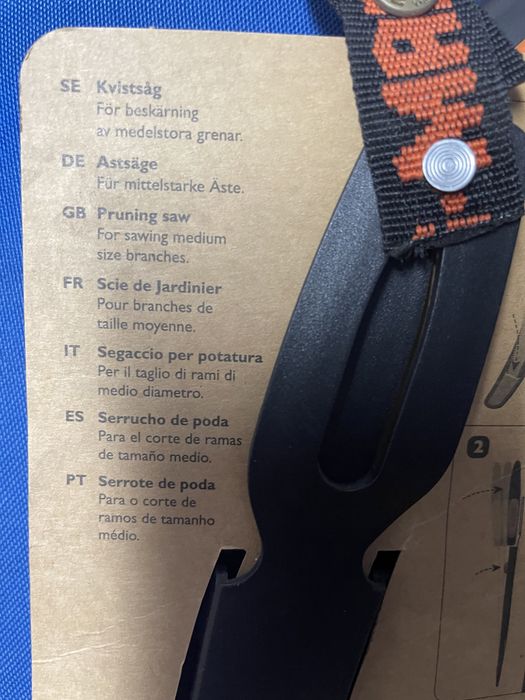 SE Kvistsåg
För beskärning
av medelstora grenar.
DE Astsäge
Für mittelstarke Äste.
GB Pruning saw
For sawing medium
size branches.
FR Scie de Jardinier
Pour branches de
taille moyenne.
IT Segaccio per potatura
Per il taglio di rami di
medio diametro.
ES Serrucho de poda
Para el corte de ramas
de tamaño medio.
PT Serrote de poda
Para o corte de
ramos de tamanho
médio.
2